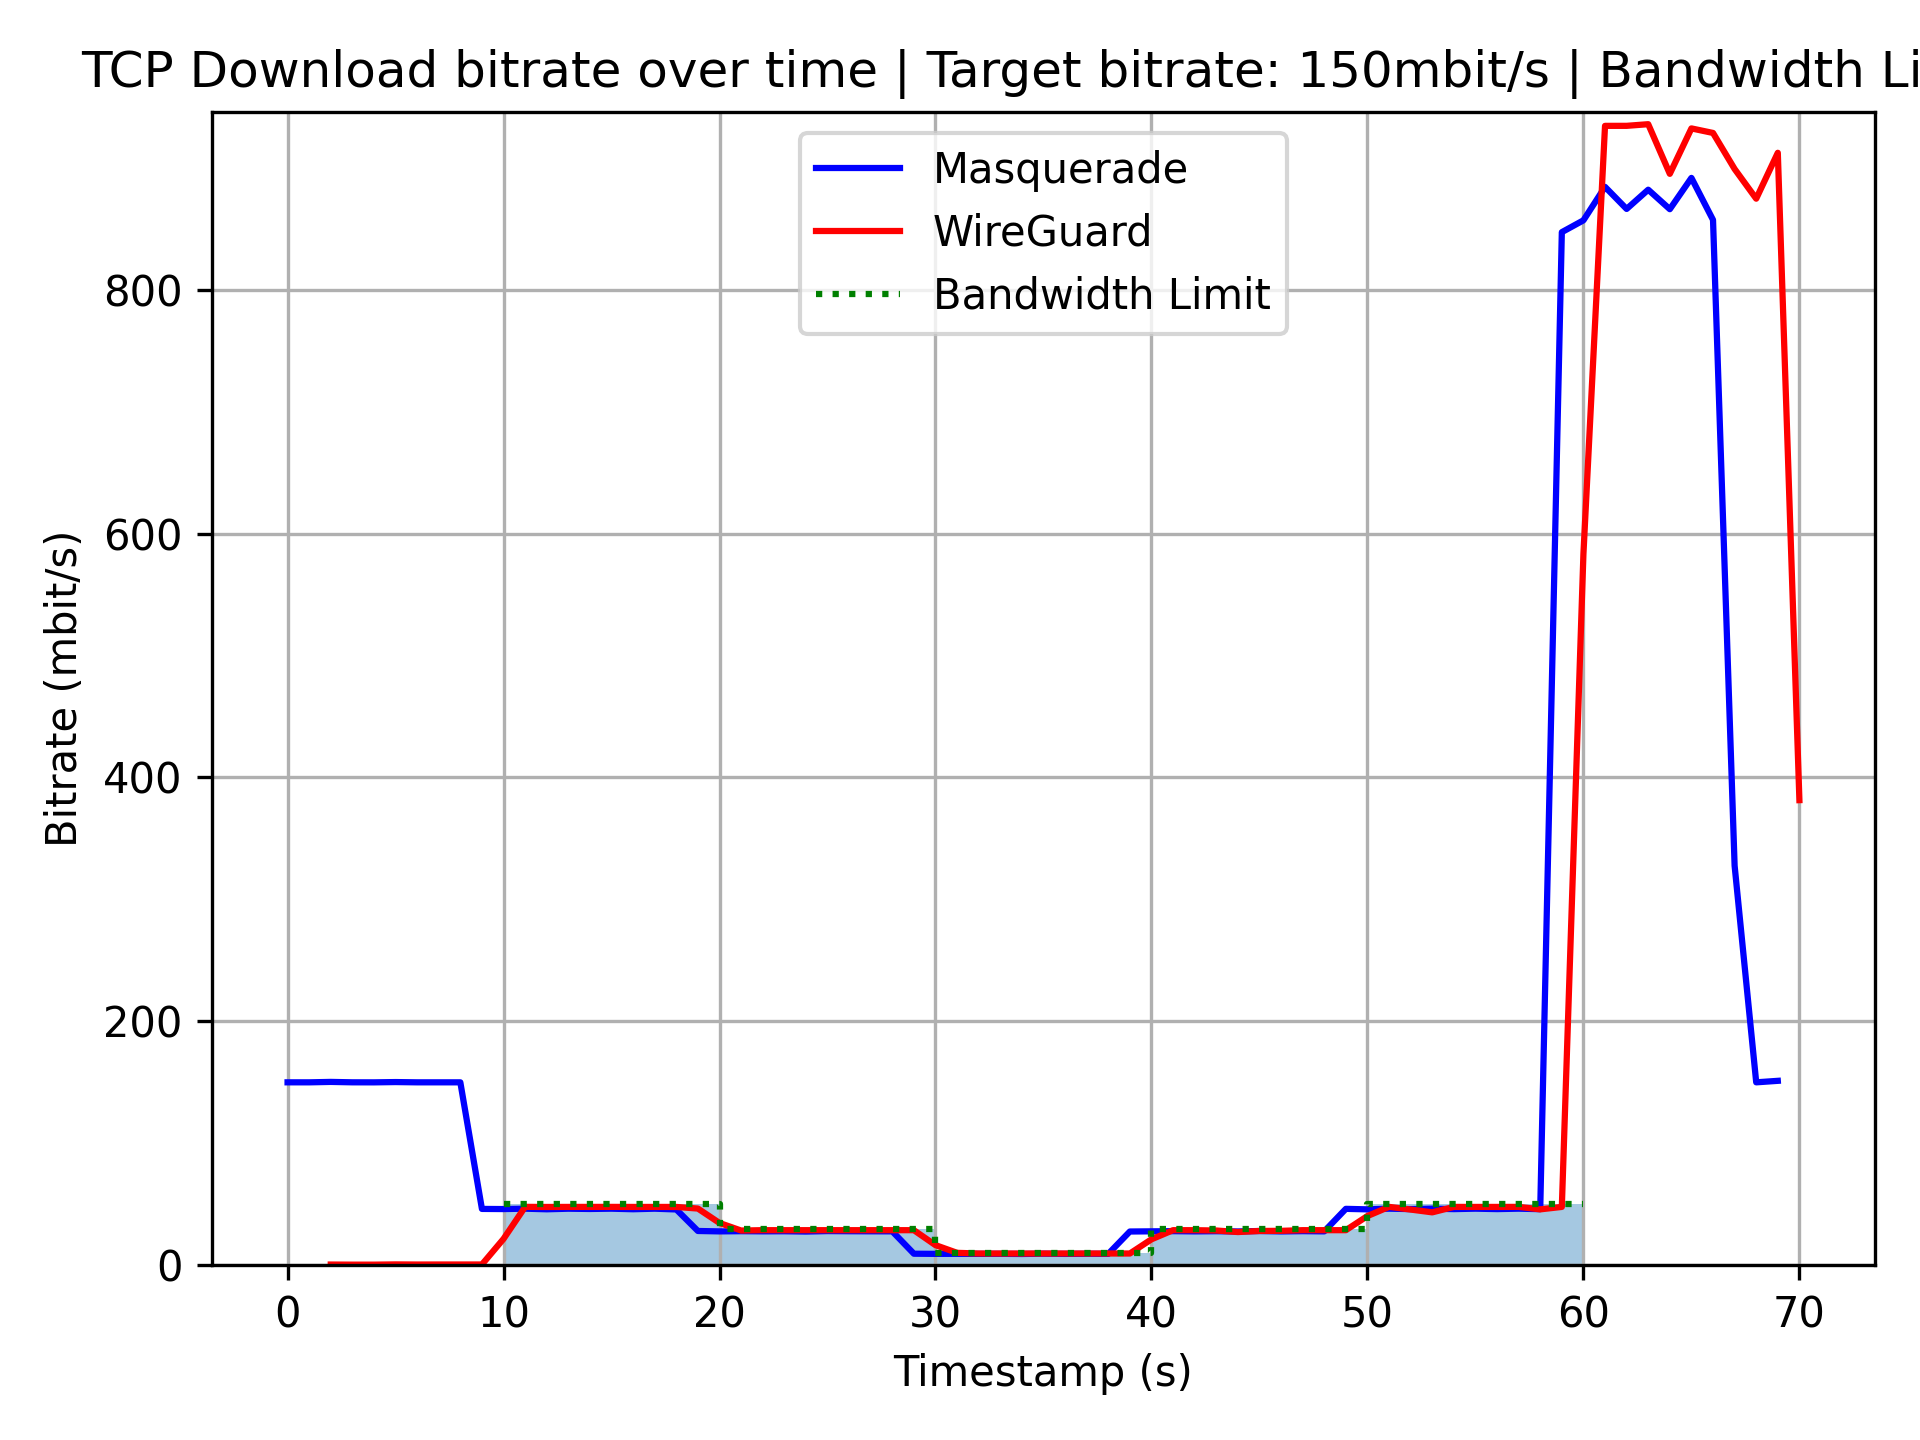 TCP Download bitrate over time | Target bitrate: 150mbit/s | Bandwidth Li
Masquerade
WireGuard
Bandwidth Limit
Bitrate (mbit/s)
800
600
400
200
0
0 10 20 30 40 50 60 70
Timestamp (s)